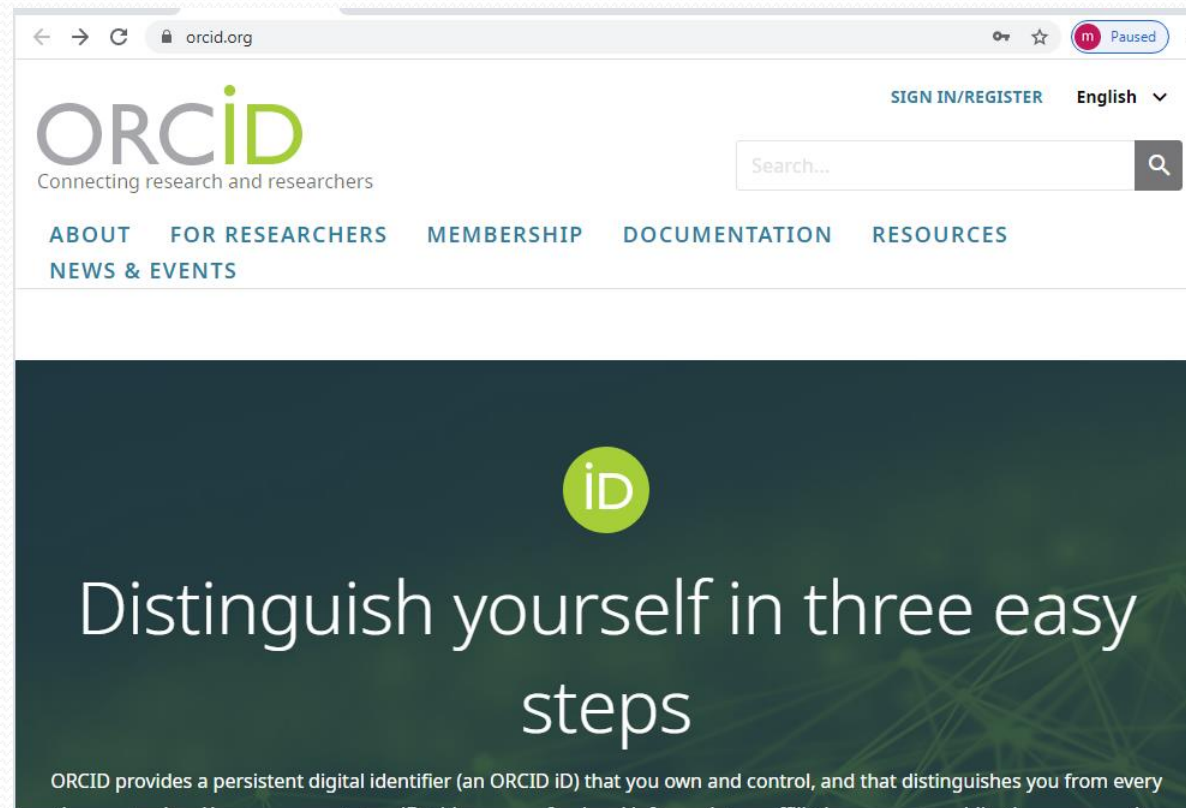 orcid.org
m Paused
SIGN IN/REGISTER English
ORCID
Connecting research and researchers
Search...
ABOUT FOR RESEARCHERS MEMBERSHIP DOCUMENTATION RESOURCES
NEWS & EVENTS
iD
Distinguish yourself in three easy
steps
ORCID provides a persistent digital identifier (an ORCID iD) that you own and control, and that distinguishes you from every